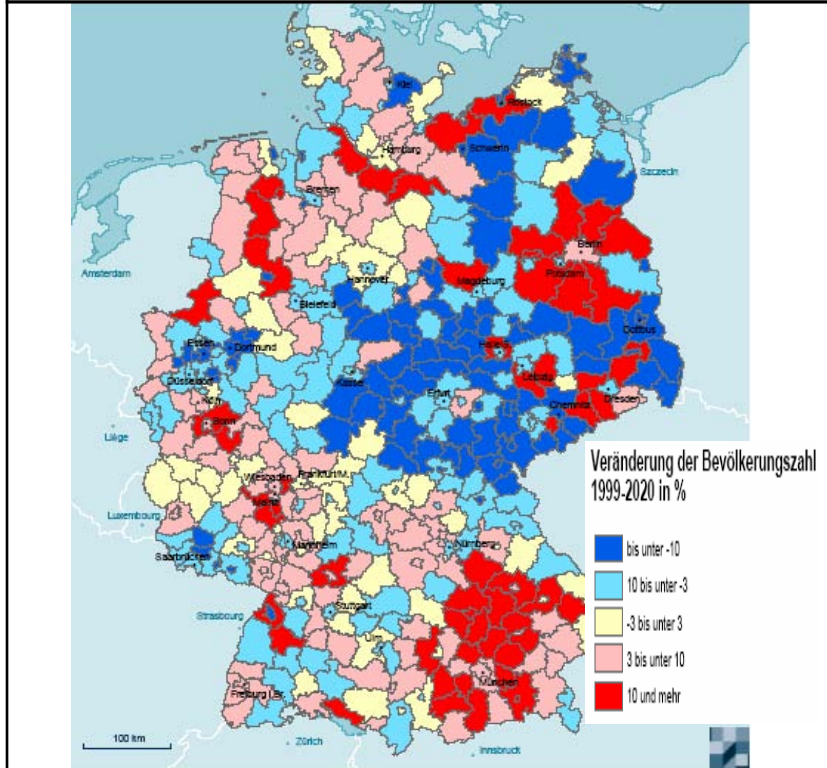 Kiel
Rostock
Hamburg
Schwerin
Szczecin
Bremen
Berlin
Amsterdam
Hannover
Magdeburg
Potsdam
Bielefeld
Essen
Dortmund
Cottbus
Halle/S.
Düsseldorf
Kassel
Leipzig
Köln
Erfurt
Dresden
Chemnitz
Bonn
Liège
Wiesbaden
Frankfurt/M.
Mainz
Luxembourg
Mannheim
Nürnberg
Saarbrücken
Strasbourg
Stuttgart
Ulm
München
Freiburg i.Br.
Zürich
Innsbruck
100 km
Veränderung der Bevölkerungszahl
1999-2020 in %
bis unter -10
10 bis unter -3
-3 bis unter 3
3 bis unter 10
10 und mehr